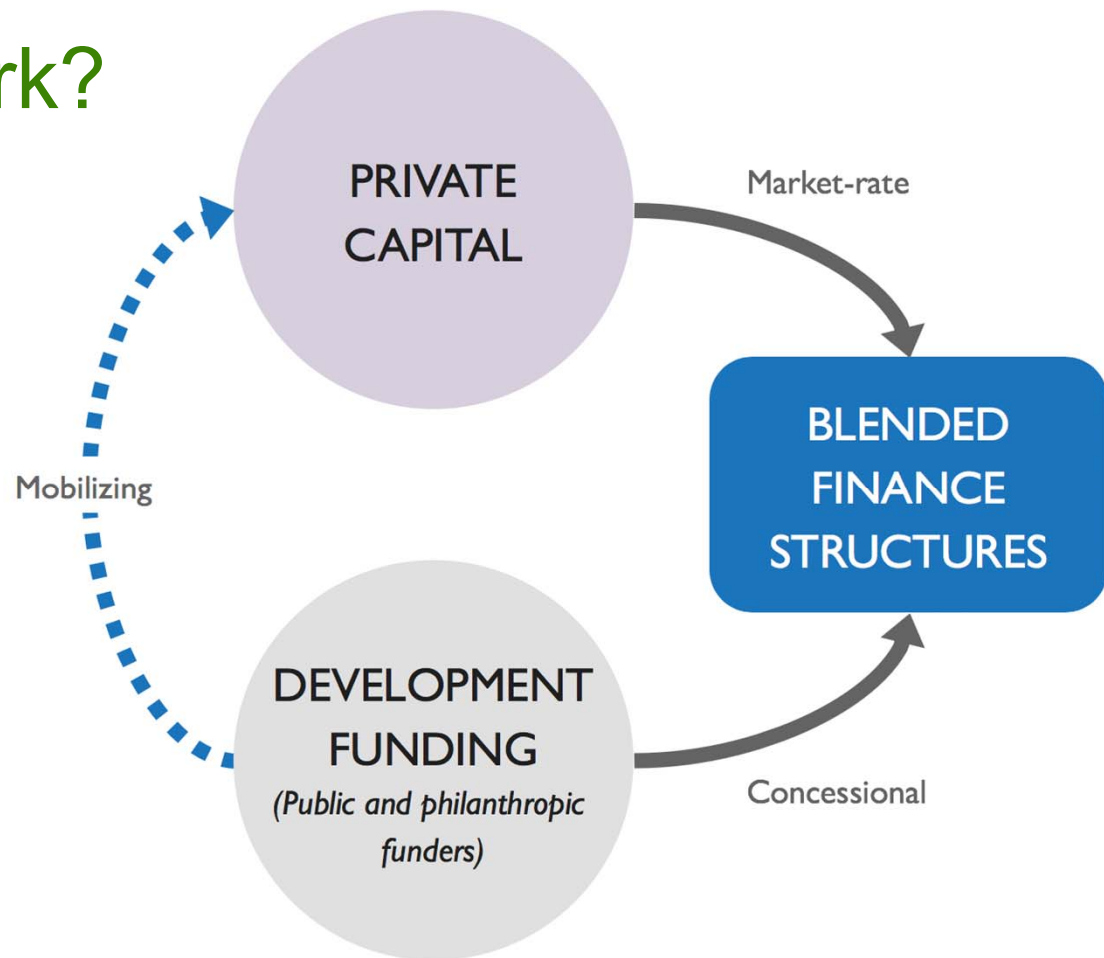 rk?
PRIVATE
CAPITAL
Market-rate
BLENDED
FINANCE
STRUCTURES
Mobilizing
DEVELOPMENT
FUNDING
(Public and philanthropic
funders)
Concessional